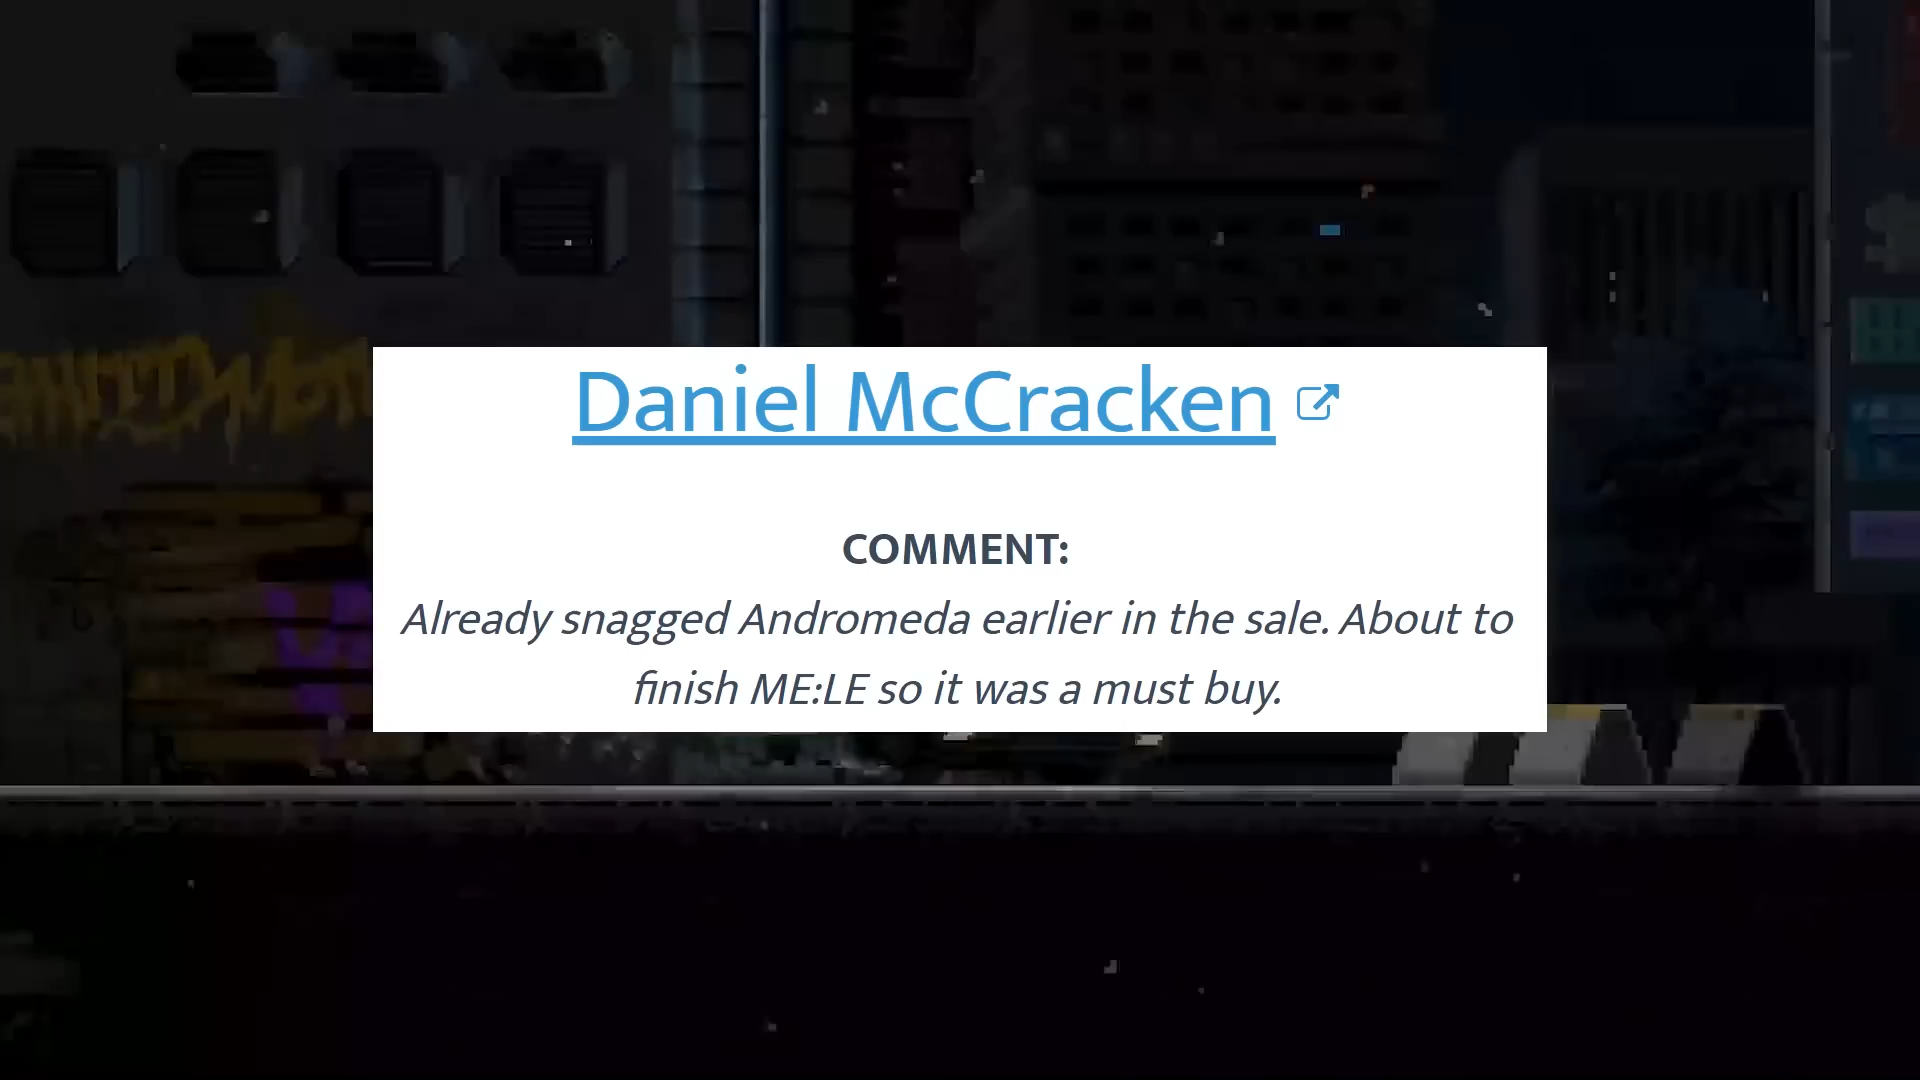 Daniel McCracken
COMMENT:
Already snagged Andromeda earlier in the sale. About to
finish ME:LE so it was a must buy.